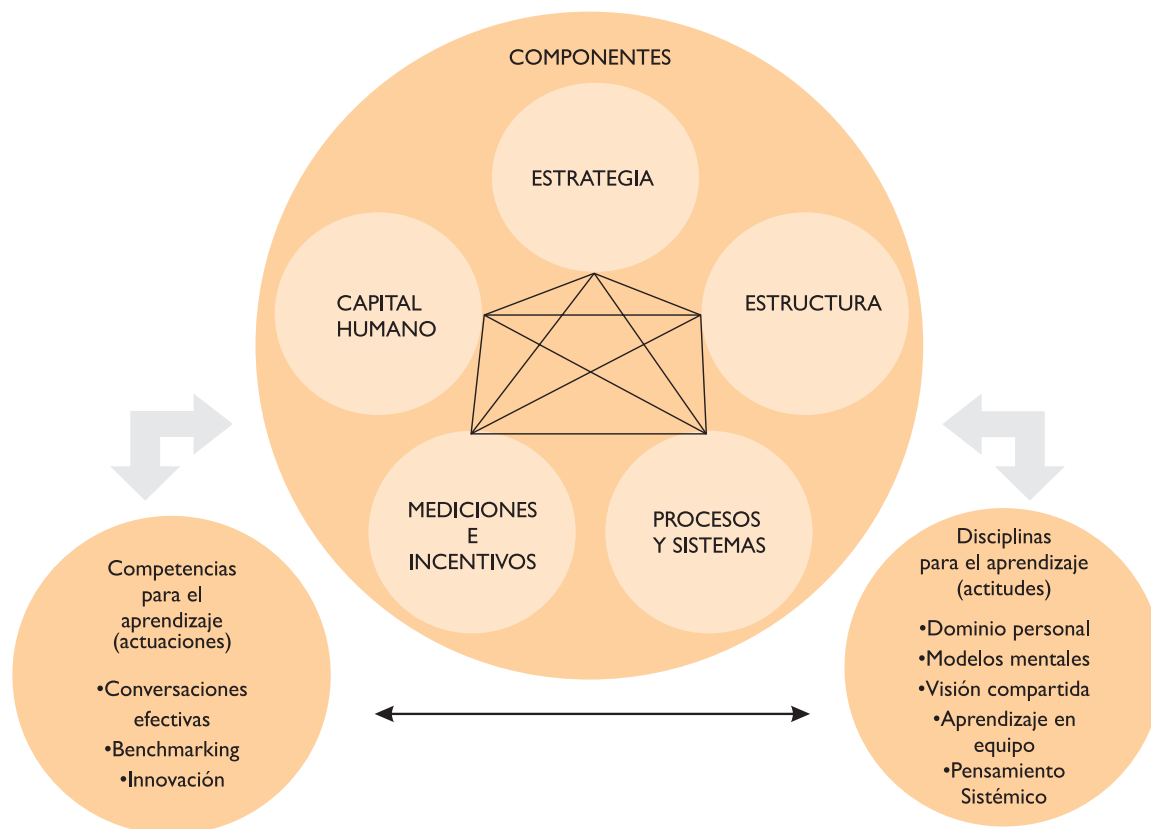 COMPONENTES
ESTRATEGIA
CAPITAL
HUMANO
ESTRUCTURA
MEDICIONES
E
INCENTIVOS
PROCESOS
Y SISTEMAS
Competencias
para el
aprendizaje
(actuaciones)
•Conversaciones
efectivas
•Benchmarking
•Innovación
Disciplinas
para el aprendizaje
(actitudes)
•Dominio personal
•Modelos mentales
•Visión compartida
•Aprendizaje en
equipo
•Pensamiento
Sistémico